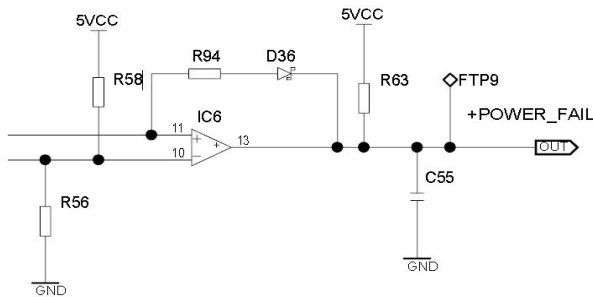 5VCC
5VCC
R94
D36
R58
R63
FTP9
IC6
+POWER_FAIL
11
13
10
OUT
C55
R56
GND
GND